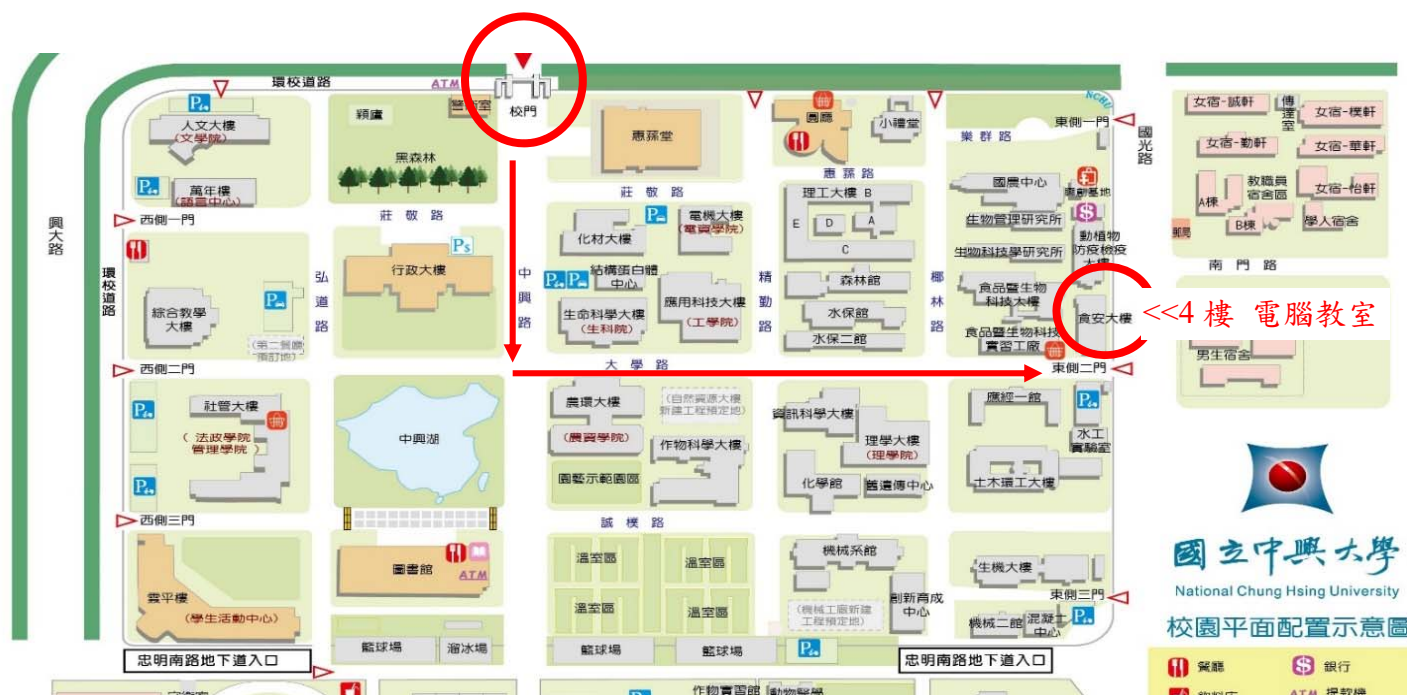 環校道路
ATM
校門
警衛室
穎廬
人文大樓
(文學院)
黑森林
惠蓀堂
圓廳
小禮堂
NCHU
東側一門
國光路
樂群路
女宿-誠軒
傳達室
女宿-樸軒
女宿-勤軒
女宿-華軒
教職員
宿舍區
女宿-怡軒
A棟
B棟
學人宿舍
郵局
南門路
萬年樓
(語言中心)
西側一門
莊敬路
莊敬路
惠蓀路
理工大樓 B
A
D
E
C
國農中心
興創基地
生物管理研究所
動植物
防疫檢疫
大樓
生物科技學研究所
興大路
環校道路
弘道路
行政大樓
Ps
中興路
化材大樓
電機大樓
(電資學院)
結構蛋白體
中心
生命科學大樓
(生科院)
應用科技大樓
(工學院)
精勤路
森林館
水保館
水保二館
椰林路
食品暨生物
科技大樓
食品暨生物科技
實習工廠
食安大樓
<<4 樓 電腦教室
男生宿舍
綜合教學
大樓
(第二餐廳
預訂地)
西側二門
大學路
東側二門
社管大樓
(法政學院
管理學院)
中興湖
農環大樓
(農資學院)
(自然資源大樓
新建工程預定地)
作物科學大樓
園藝示範園區
資訊科學大樓
理學大樓
(理學院)
化學館
舊遺傳中心
應經一館
水工
實驗室
土木環工大樓
西側三門
誠樸路
圖書館
ATM
雲平樓
(學生活動中心)
溫室區
溫室區
溫室區
溫室區
機械系館
(機械工廠新建
工程預定地)
創新育成
中心
生機大樓
東側三門
機械二館
混凝土
中心
國立中興大學
National Chung Hsing University
校園平面配置示意圖
忠明南路地下道入口
籃球場
溜冰場
籃球場
籃球場
忠明南路地下道入口
餐廳
銀行
ATM 提款機
作物實習館
動物醫學